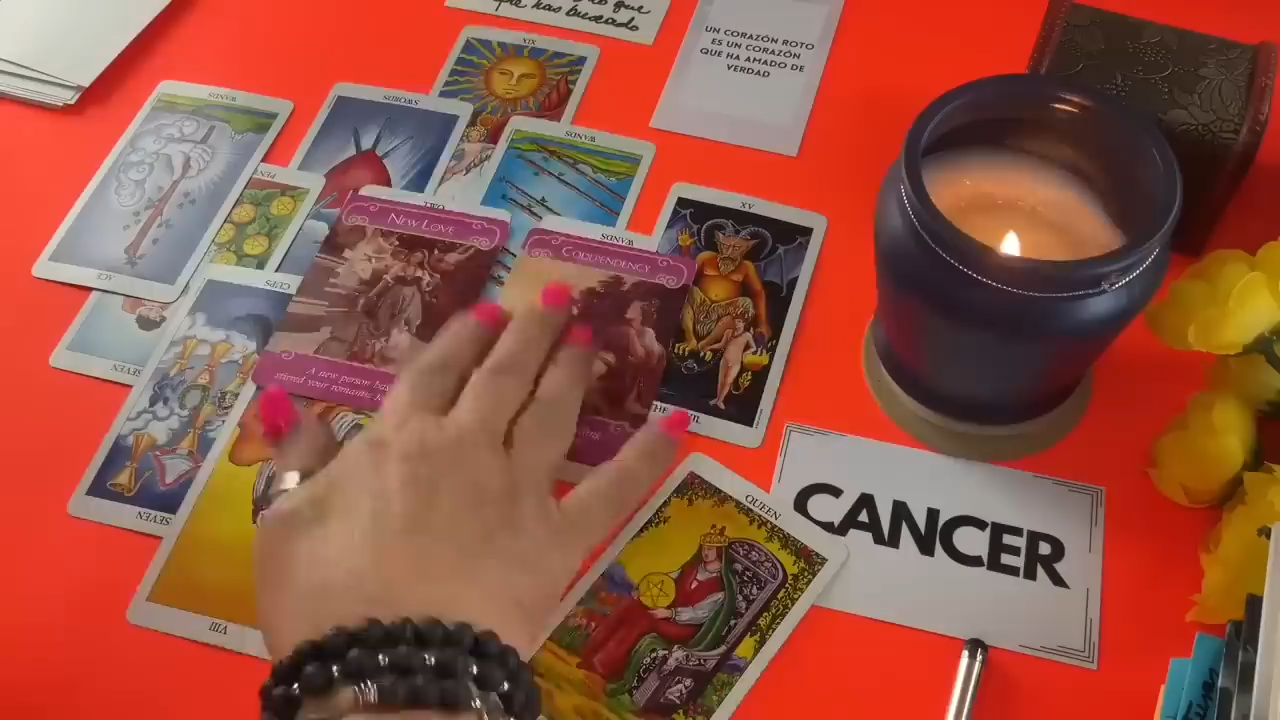 que has buscado
UN CORAZÓN ROTO
ES UN CORAZÓN
QUE HA AMADO DE
VERDAD
XIX
WANDS
SWORDS
WANDS
XV
NEW LOVE
WANDS
CODEPENDENCY
ACE
CUPS
A new person has
stirred your romantic
THE DEVIL
SEVEN
SEVEN
QUEEN
CANCER
VIII